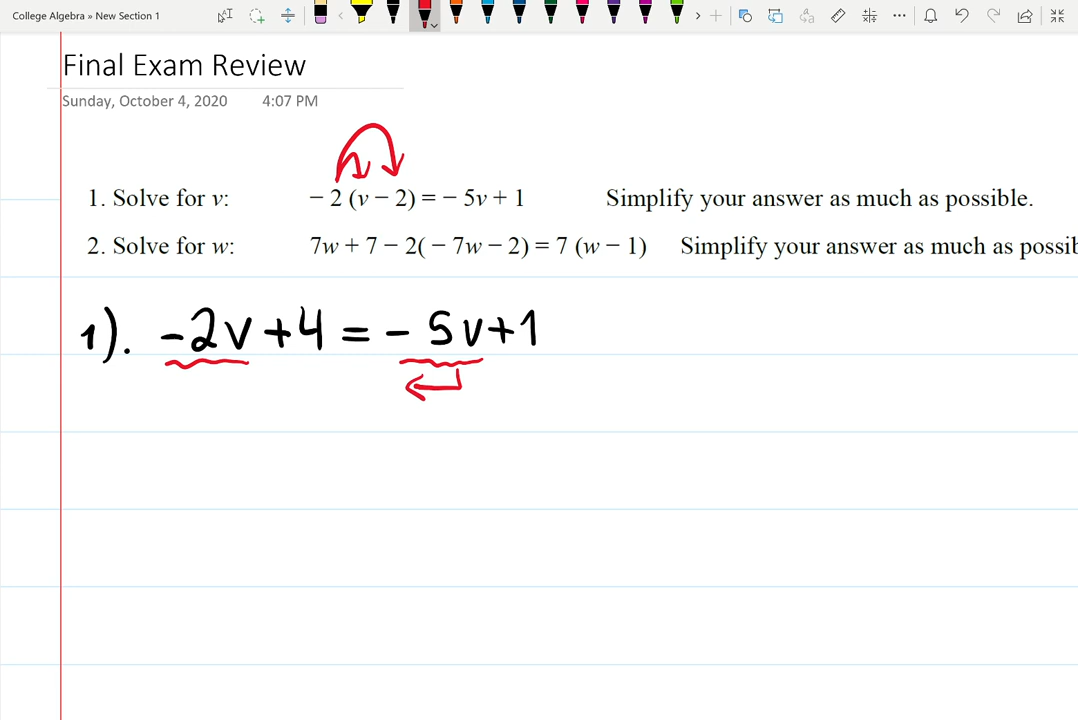 College Algebra » New Section 1
Final Exam Review
Sunday, October 4, 2020 4:07 PM
1. Solve for v: − 2 (v − 2) = − 5v + 1 Simplify your answer as much as possible.
2. Solve for w: 7w + 7 − 2( − 7w − 2) = 7 (w − 1) Simplify your answer as much as possib
1). -2v+4=-5v+1